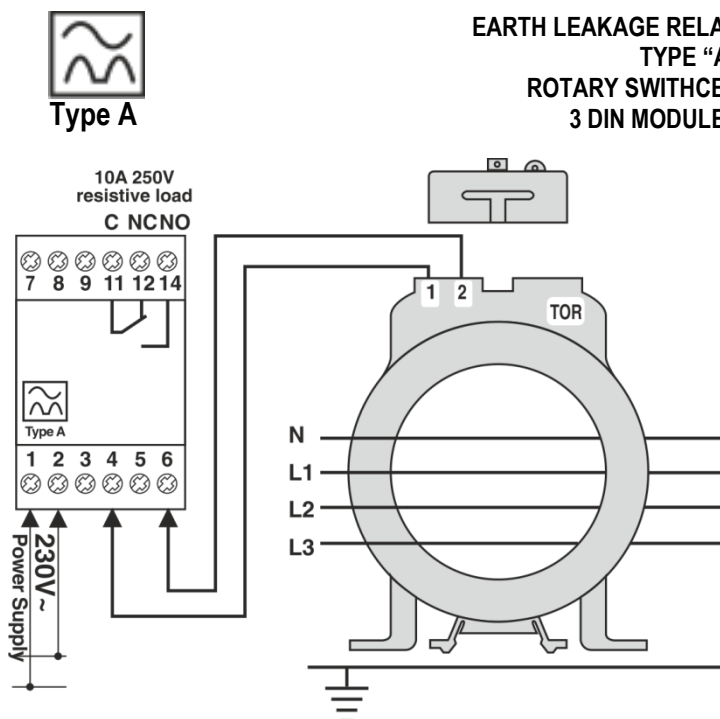 EARTH LEAKAGE RELA
TYPE “A
ROTARY SWITHCE
3 DIN MODULE
Type A
10A 250V
resistive load
C NC NO
7 8 9 11 12 14
Type A
1 2 3 4 5 6
230V~
Power Supply
1 2
TOR
N
L1
L2
L3